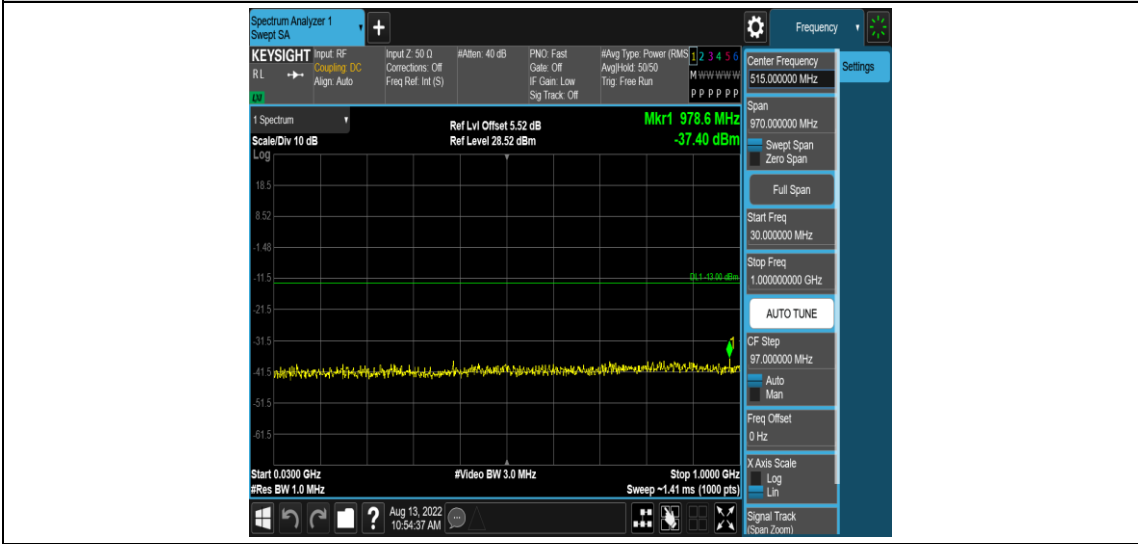 Spectrum Analyzer 1
Swept SA
+
Frequency
KEYSIGHT
RL
Input: RF
Coupling: DC
Align: Auto
Input Z: 50 Ω
Corrections: Off
Freq Ref: Int (S)
#Atten: 40 dB
PNO: Fast
Gate: Off
IF Gain: Low
Sig Track: Off
#Avg Type: Power (RMS
Avg|Hold: 50/50
Trig: Free Run
1 2 3 4 5 6
M W W W W W
P P P P P P
1 Spectrum
Scale/Div 10 dB
Log
Ref Lvl Offset 5.52 dB
Ref Level 28.52 dBm
Mkr1 978.6 MHz
-37.40 dBm
18.5
8.52
-1.48
-11.5
-21.5
-31.5
-41.5
-51.5
-61.5
DL1 -13.00 dBm
1
Start 0.0300 GHz
#Res BW 1.0 MHz
#Video BW 3.0 MHz
Stop 1.0000 GHz
Sweep ~1.41 ms (1000 pts)
Center Frequency
515.000000 MHz
Settings
Span
970.000000 MHz
Swept Span
Zero Span
Full Span
Start Freq
30.000000 MHz
Stop Freq
1.000000000 GHz
AUTO TUNE
CF Step
97.000000 MHz
Auto
Man
Freq Offset
0 Hz
X Axis Scale
Log
Lin
Signal Track
(Span Zoom)
?
Aug 13, 2022
10:54:37 AM